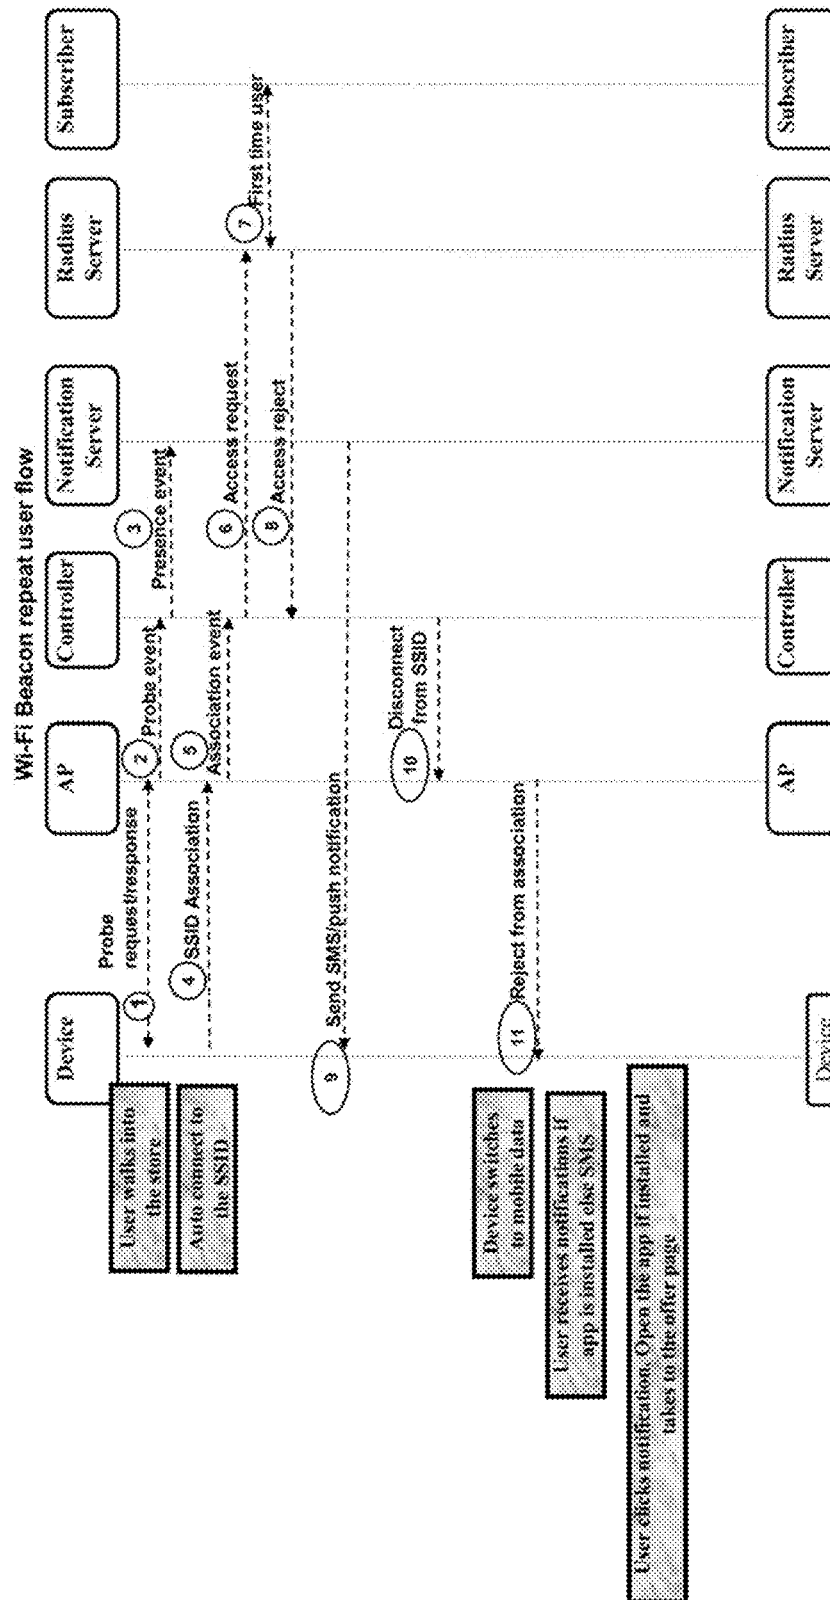 Wi-Fi Beacon repeat user flow
Device
AP
Controller
Notification
Server
Radius
Server
Subscriber
User walks into
the store
1
Probe
request/response
2
Probe event
3
Presence event
Auto connect to
the SSID
4
SSID Association
5
Association event
6
Access request
7
First time user
8
Access reject
9
Send SMS/push notification
10
Disconnect
from SSID
Device switches
to mobile data
11
Reject from association
User receives notifications if
app is installed else SMS
User clicks notification. Open the app if installed and
takes to the offer page
Device
AP
Controller
Notification
Server
Radius
Server
Subscriber